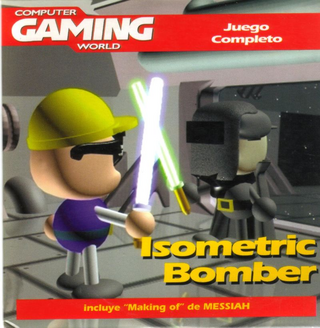 COMPUTER
GAMING
WORLD
Juego
Completo
Isometric
Bomber
incluye "Making of" de MESSIAH